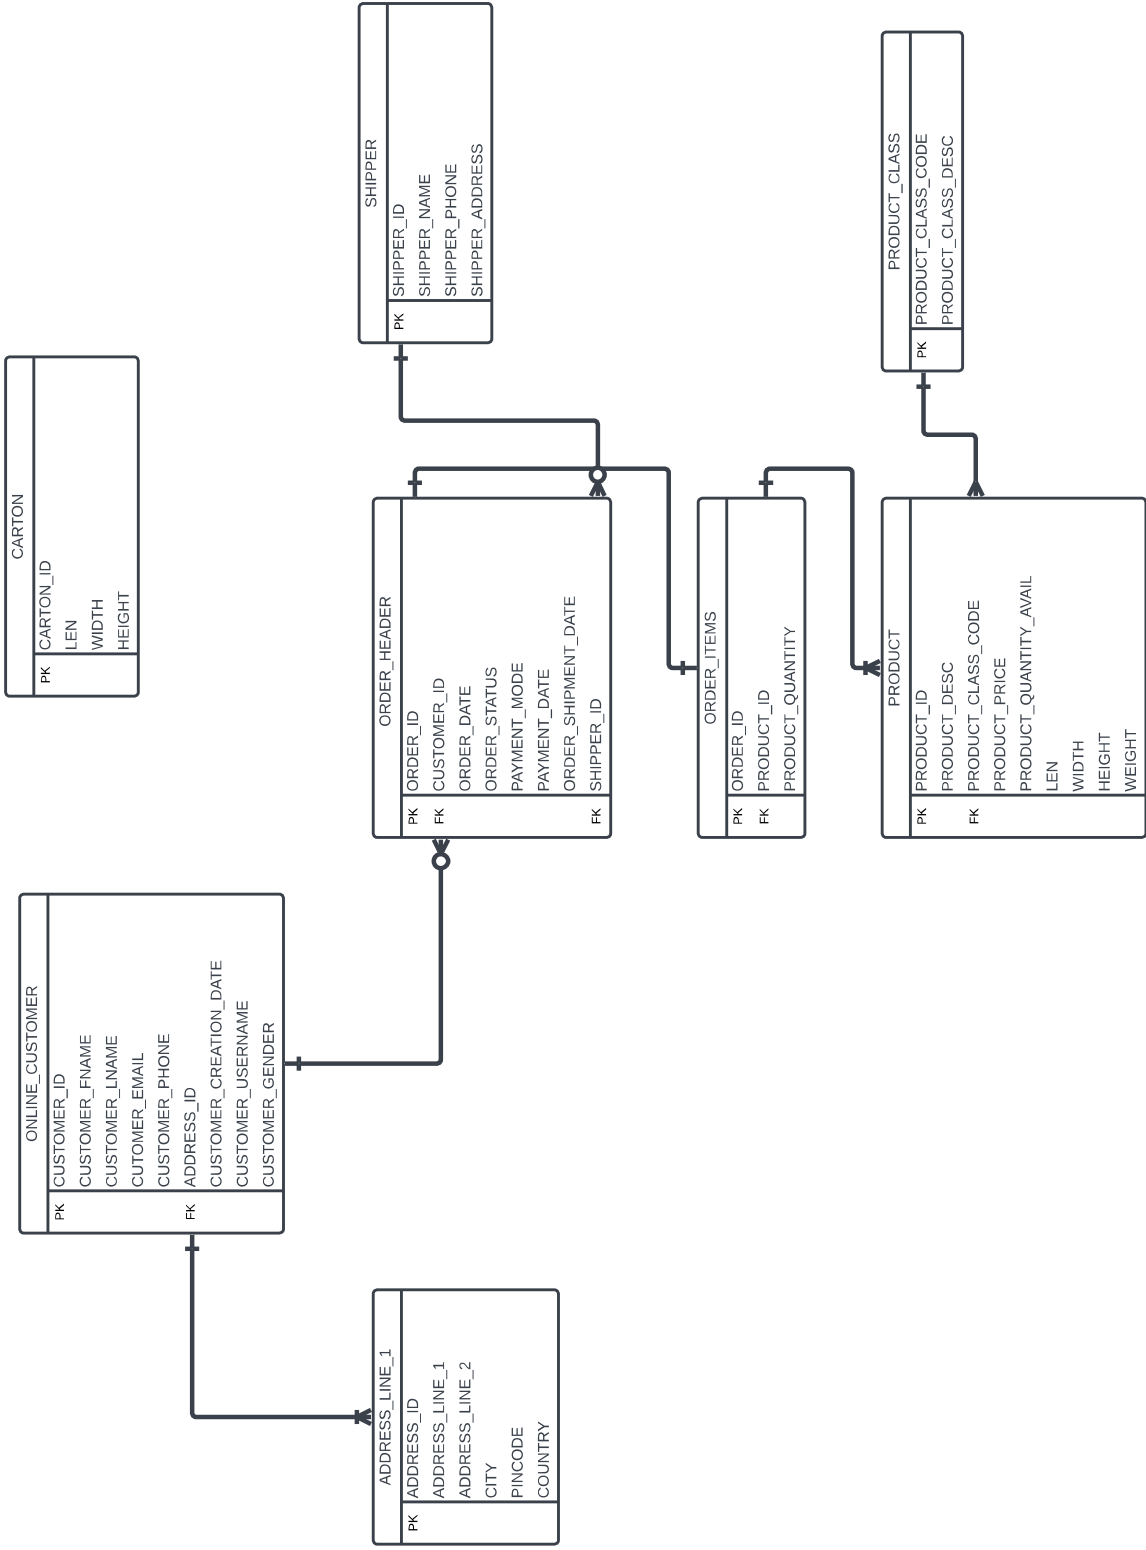 CARTON
PK CARTON_ID
LEN
WIDTH
HEIGHT
ONLINE_CUSTOMER
PK CUSTOMER_ID
CUSTOMER_FNAME
CUSTOMER_LNAME
CUTOMER_EMAIL
CUSTOMER_PHONE
FK ADDRESS_ID
CUSTOMER_CREATION_DATE
CUSTOMER_USERNAME
CUSTOMER_GENDER
SHIPPER
PK SHIPPER_ID
SHIPPER_NAME
SHIPPER_PHONE
SHIPPER_ADDRESS
ORDER_HEADER
PK ORDER_ID
FK CUSTOMER_ID
ORDER_DATE
ORDER_STATUS
PAYMENT_MODE
PAYMENT_DATE
ORDER_SHIPMENT_DATE
FK SHIPPER_ID
ADDRESS_LINE_1
PK ADDRESS_ID
ADDRESS_LINE_1
ADDRESS_LINE_2
CITY
PINCODE
COUNTRY
ORDER_ITEMS
PK ORDER_ID
FK PRODUCT_ID
PRODUCT_QUANTITY
PRODUCT_CLASS
PK PRODUCT_CLASS_CODE
PRODUCT_CLASS_DESC
PRODUCT
PK PRODUCT_ID
PRODUCT_DESC
FK PRODUCT_CLASS_CODE
PRODUCT_PRICE
PRODUCT_QUANTITY_AVAIL
LEN
WIDTH
HEIGHT
WEIGHT